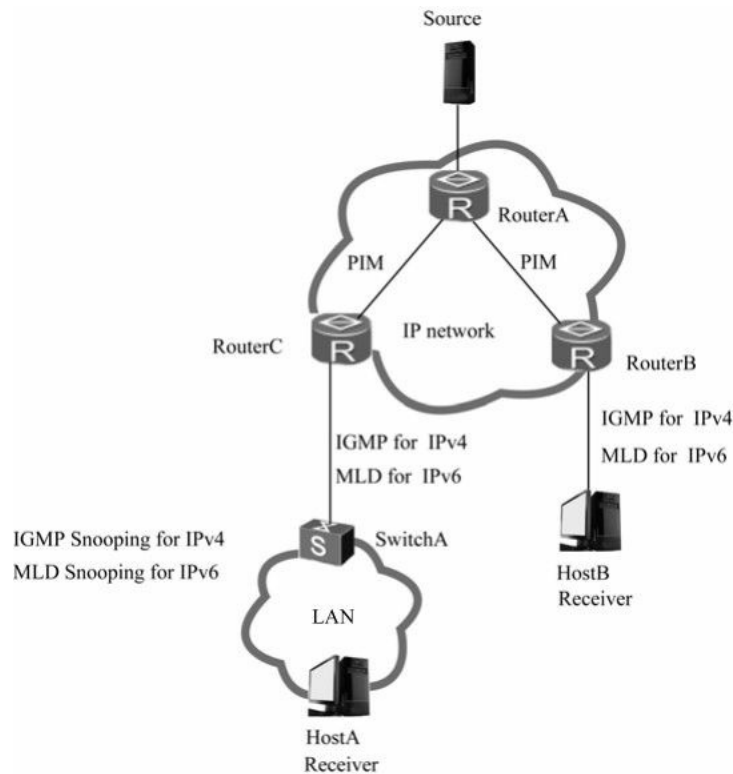 Source
R
RouterA
PIM
PIM
RouterC
R
IP network
R
RouterB
IGMP for IPv4
MLD for IPv6
IGMP for IPv4
MLD for IPv6
IGMP Snooping for IPv4
MLD Snooping for IPv6
S
SwitchA
HostB
Receiver
LAN
HostA
Receiver